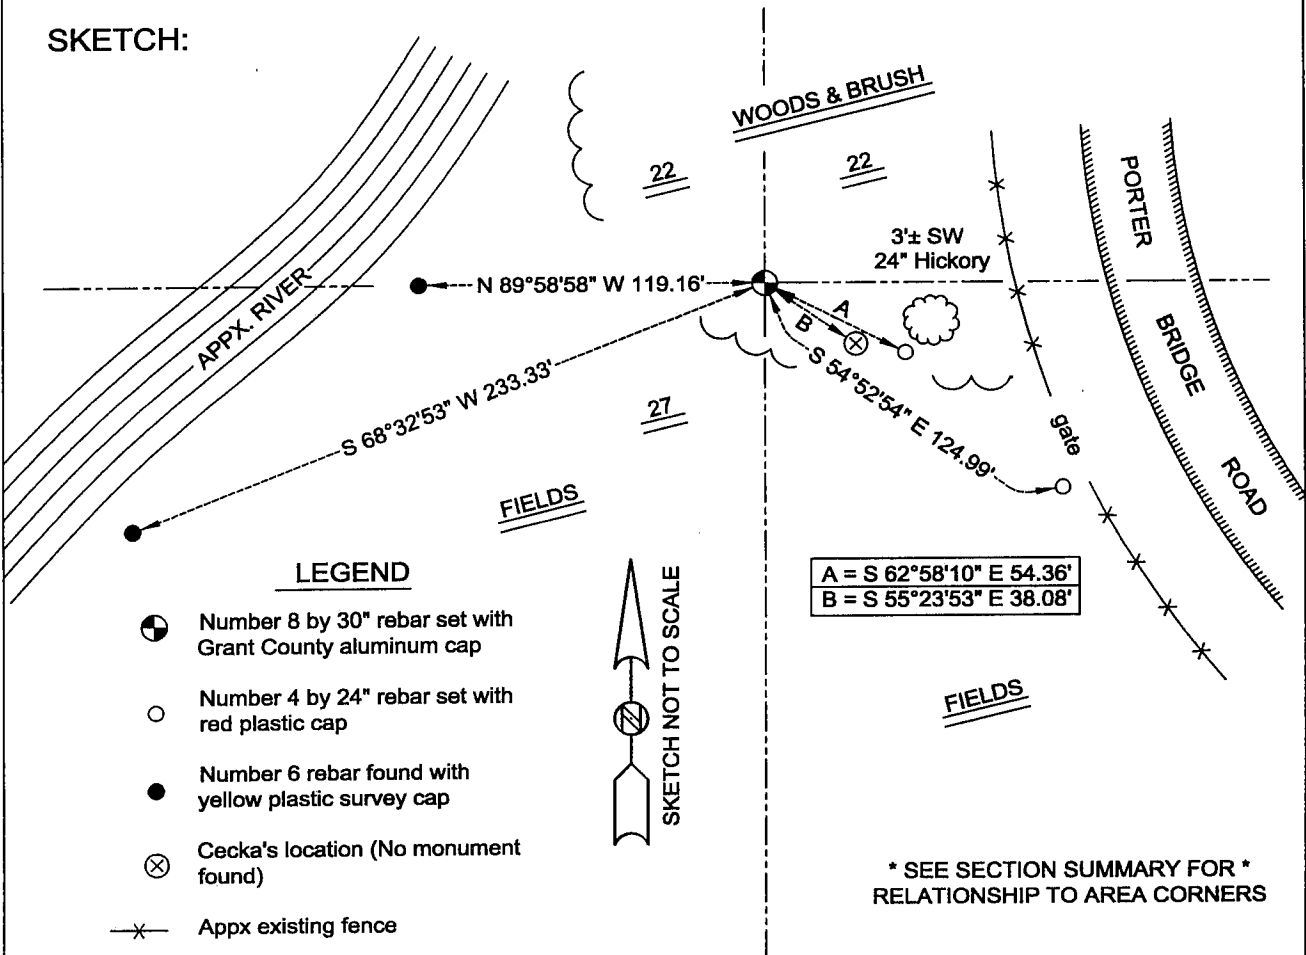 SKETCH:
WOODS & BRUSH
22
22
PORTER
BRIDGE
ROAD
3'± SW
24" Hickory
APPX. RIVER
N 89°58'58" W 119.16'
A
B
S 54°52'54" E 124.99'
S 68°32'53" W 233.33'
27
gate
FIELDS
A = S 62°58'10" E 54.36'
B = S 55°23'53" E 38.08'
LEGEND
Number 8 by 30" rebar set with
Grant County aluminum cap
Number 4 by 24" rebar set with
red plastic cap
Number 6 rebar found with
yellow plastic survey cap
Cecka's location (No monument
found)
Appx existing fence
N
SKETCH NOT TO SCALE
FIELDS
* SEE SECTION SUMMARY FOR *
RELATIONSHIP TO AREA CORNERS